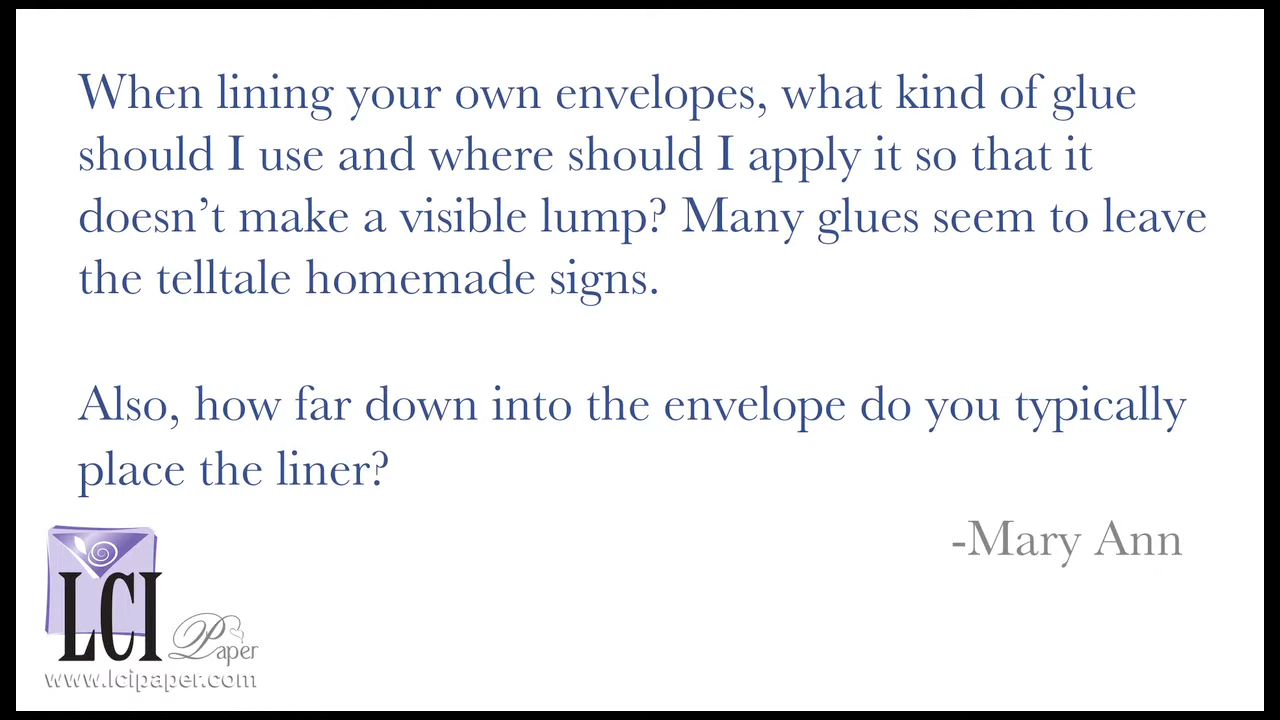 When lining your own envelopes, what kind of glue
should I use and where should I apply it so that it
doesn’t make a visible lump? Many glues seem to leave
the telltale homemade signs.
Also, how far down into the envelope do you typically
place the liner?
-Mary Ann
LCI Paper
www.lcipaper.com